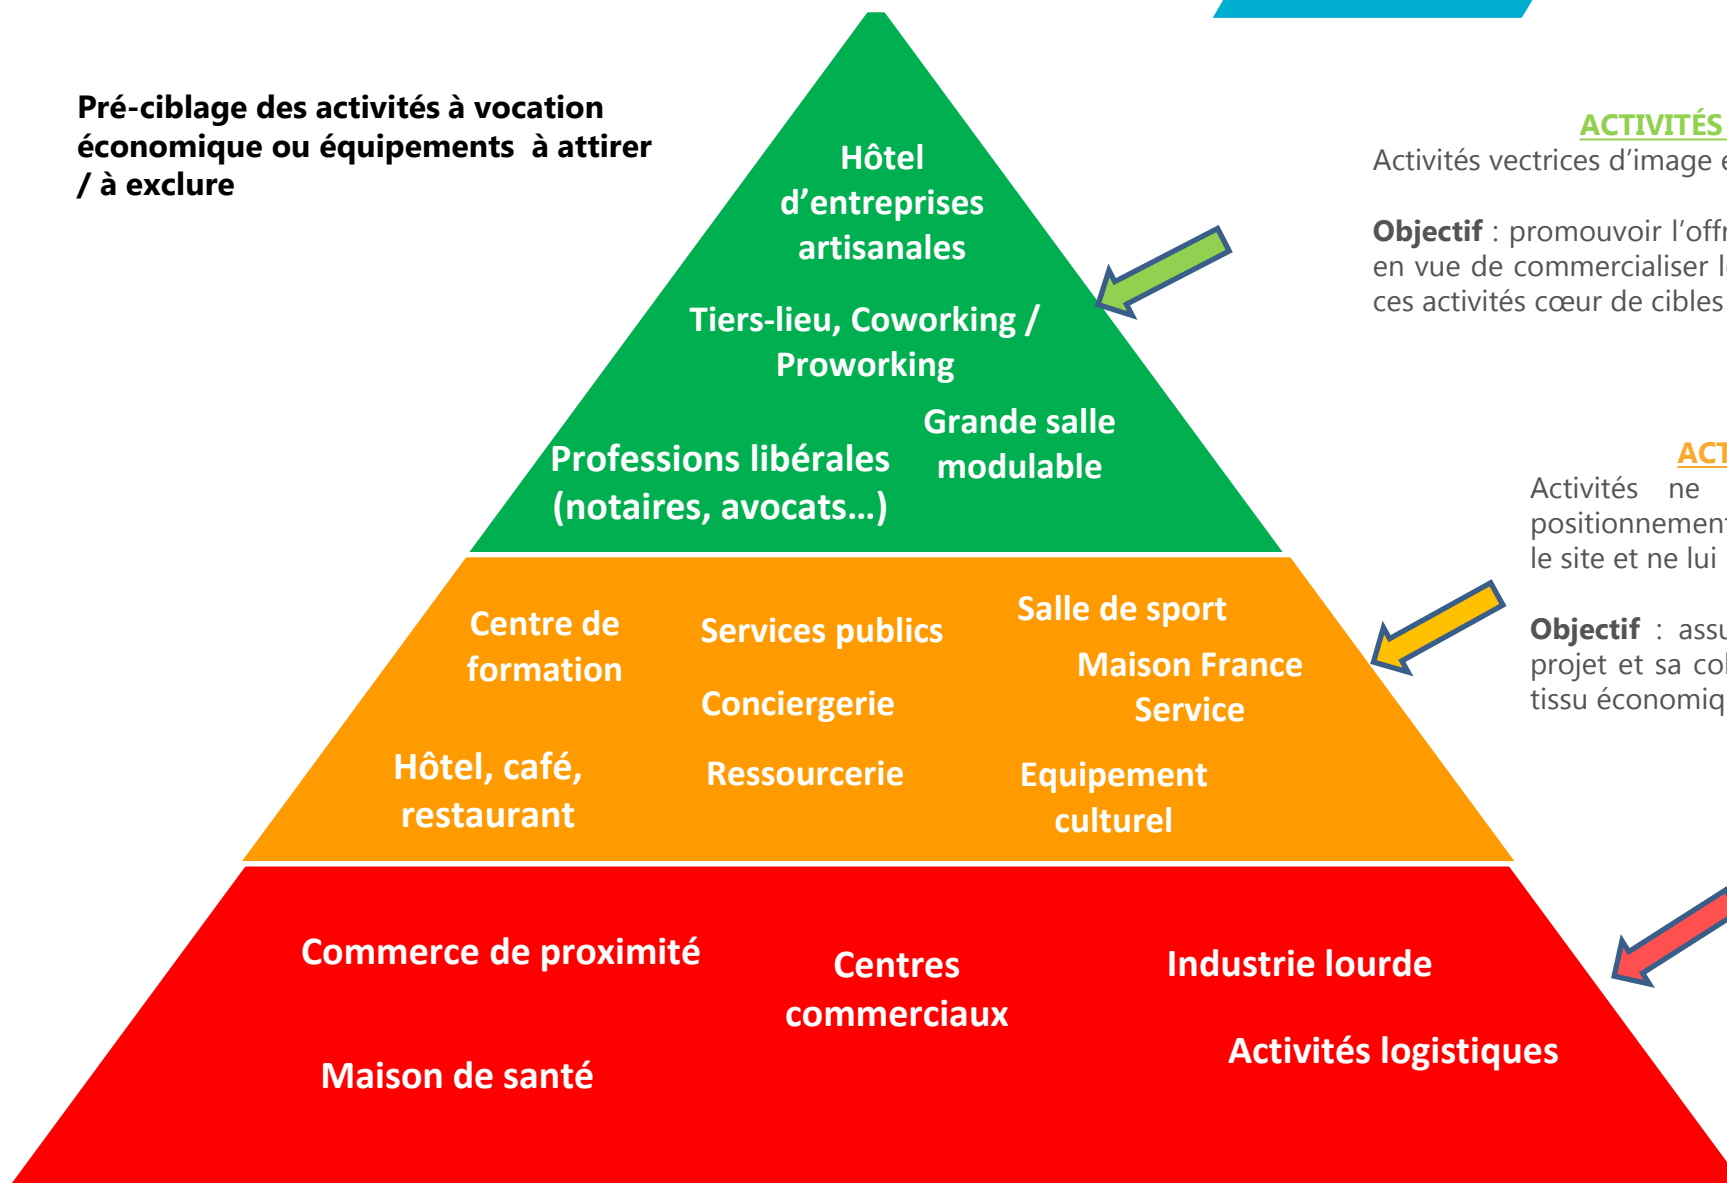 Pré-ciblage des activités à vocation
économique ou équipements à attirer
/ à exclure
Hôtel
d’entreprises
artisanales
Tiers-lieu, Coworking /
Proworking
Grande salle
modulable
Professions libérales
(notaires, avocats…)
ACTIVITÉS
Activités vectrices d’image
Objectif : promouvoir l’offr
en vue de commercialiser l
ces activités cœur de cibles
Centre de
formation
Services publics
Salle de sport
Maison France
Service
Conciergerie
Hôtel, café,
restaurant
Ressourcerie
Equipement
culturel
ACT
Activités ne
positionnement
le site et ne lui
Objectif : assu
projet et sa col
tissu économiq
Commerce de proximité
Centres
commerciaux
Industrie lourde
Maison de santé
Activités logistiques